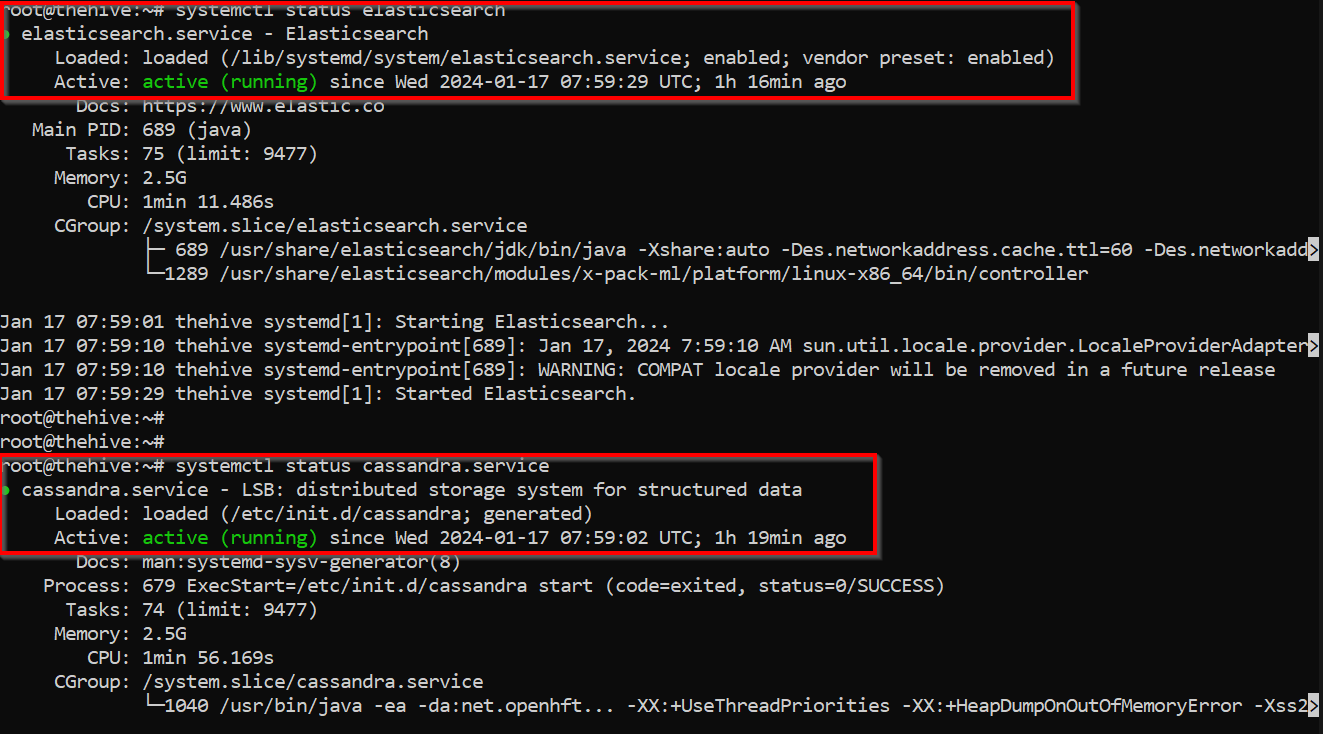 root@thehive:~# systemctl status elasticsearch
● elasticsearch.service - Elasticsearch
Loaded: loaded (/lib/systemd/system/elasticsearch.service; enabled; vendor preset: enabled)
Active: active (running) since Wed 2024-01-17 07:59:29 UTC; 1h 16min ago
Docs: https://www.elastic.co
Main PID: 689 (java)
Tasks: 75 (limit: 9477)
Memory: 2.5G
CPU: 1min 11.486s
CGroup: /system.slice/elasticsearch.service
├─ 689 /usr/share/elasticsearch/jdk/bin/java -Xshare:auto -Des.networkaddress.cache.ttl=60 -Des.networkadd>
└─1289 /usr/share/elasticsearch/modules/x-pack-ml/platform/linux-x86_64/bin/controller
Jan 17 07:59:01 thehive systemd[1]: Starting Elasticsearch...
Jan 17 07:59:10 thehive systemd-entrypoint[689]: Jan 17, 2024 7:59:10 AM sun.util.locale.provider.LocaleProviderAdapter>
Jan 17 07:59:10 thehive systemd-entrypoint[689]: WARNING: COMPAT locale provider will be removed in a future release
Jan 17 07:59:29 thehive systemd[1]: Started Elasticsearch.
root@thehive:~#
root@thehive:~#
root@thehive:~# systemctl status cassandra.service
● cassandra.service - LSB: distributed storage system for structured data
Loaded: loaded (/etc/init.d/cassandra; generated)
Active: active (running) since Wed 2024-01-17 07:59:02 UTC; 1h 19min ago
Docs: man:systemd-sysv-generator(8)
Process: 679 ExecStart=/etc/init.d/cassandra start (code=exited, status=0/SUCCESS)
Tasks: 74 (limit: 9477)
Memory: 2.5G
CPU: 1min 56.169s
CGroup: /system.slice/cassandra.service
└─1040 /usr/bin/java -ea -da:net.openhft... -XX:+UseThreadPriorities -XX:+HeapDumpOnOutOfMemoryError -Xss2>